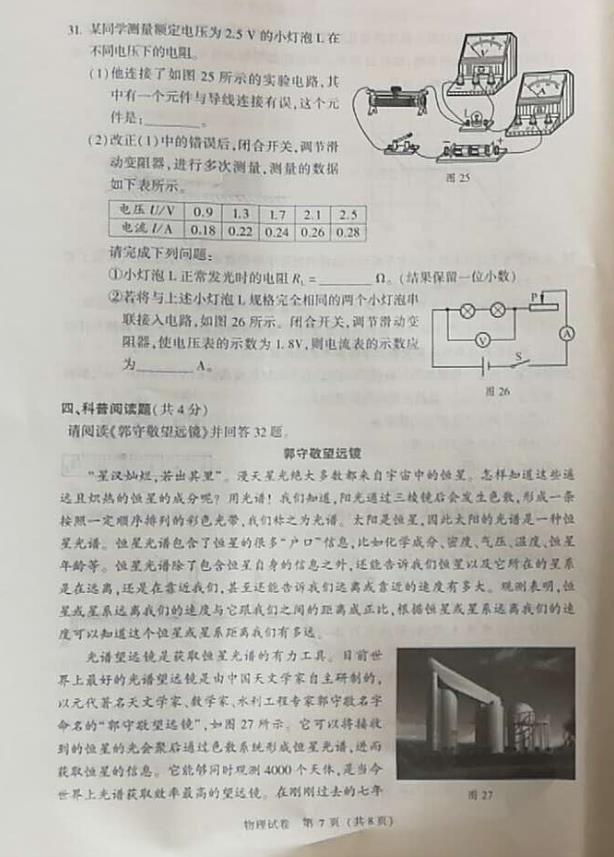 31. 某同学测量额定电压为 2.5 V 的小灯泡 L 在
不同电压下的电阻。
(1)他连接了如图 25 所示的实验电路,其
中有一个元件与导线连接有误,这个元
件是:________。
(2)改正(1)中的错误后,闭合开关,调节滑
动变阻器,进行多次测量,测量的数据
如下表所示。
图 25
电压 U/V 0.9 1.3 1.7 2.1 2.5
电流 I/A 0.18 0.22 0.24 0.26 0.28
请完成下列问题:
①小灯泡 L 正常发光时的电阻 RL = ________ Ω。(结果保留一位小数)
②若将与上述小灯泡 L 规格完全相同的两个小灯泡串
联接入电路,如图 26 所示。闭合开关,调节滑动变
阻器,使电压表的示数为 1.8V,则电流表的示数应
为________A。
P
V
A
S
图 26
四、科普阅读题(共 4 分)
请阅读《郭守敬望远镜》并回答 32 题。
郭守敬望远镜
“星汉灿烂,若出其里”。漫天星光绝大多数都来自宇宙中的恒星。怎样知道这些遥
远且炽热的恒星的成分呢?用光谱!我们知道,阳光通过三棱镜后会发生色散,形成一条
按照一定顺序排列的彩色光带,我们称之为光谱。太阳是恒星,因此太阳的光谱是一种恒
星光谱。恒星光谱包含了恒星的很多“户口”信息,比如化学成分、密度、气压、温度、恒星
年龄等。恒星光谱除了包含恒星自身的信息之外,还能告诉我们恒星以及它所在的星系
是在远离,还是在靠近我们,甚至还能告诉我们远离或靠近的速度有多大。观测表明,恒
星或星系远离我们的速度与它跟我们之间的距离成正比,根据恒星或星系远离我们的速
度可以知道这个恒星或星系距离我们有多远。
光谱望远镜是获取恒星光谱的有力工具。目前世
界上最好的光谱望远镜是由中国天文学家自主研制的,
以元代著名天文学家、数学家、水利工程专家郭守敬名字
命名的“郭守敬望远镜”,如图 27 所示。它可以将接收
到的恒星的光会聚后通过色散系统形成恒星光谱,进而
获取恒星的信息。它能够同时观测 4000 个天体,是当今
世界上光谱获取效率最高的望远镜。在刚刚过去的七年
图 27
物理试卷 第 7 页(共 8 页)